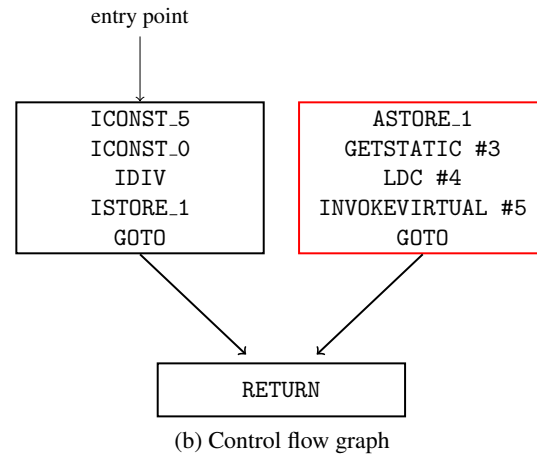 entry point
ICONST_5
ICONST_0
IDIV
ISTORE_1
GOTO
ASTORE_1
GETSTATIC #3
LDC #4
INVOKEVIRTUAL #5
GOTO
RETURN
(b) Control flow graph